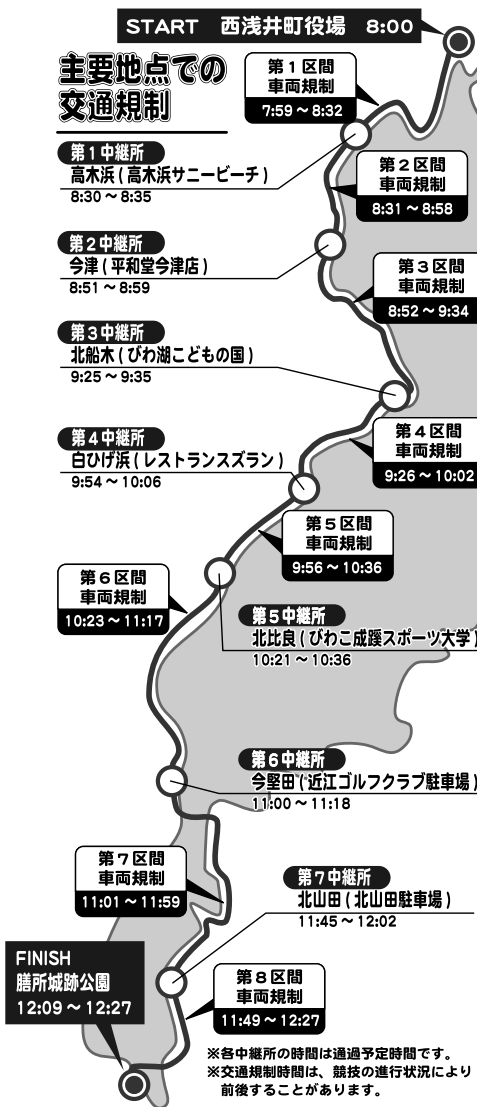 START 西浅井町役場 8:00
主要地点での
交通規制
第1区間
車両規制
7:59～8:32
第1中継所
高木浜(高木浜サニービーチ)
8:30～8:35
第2区間
車両規制
8:31～8:58
第2中継所
今津(平和堂今津店)
8:51～8:59
第3区間
車両規制
8:52～9:34
第3中継所
北船木(びわ湖こどもの国)
9:25～9:35
第4区間
車両規制
9:26～10:02
第4中継所
白ひげ浜(レストランスズラン)
9:54～10:06
第5区間
車両規制
9:56～10:36
第6区間
車両規制
10:23～11:17
第5中継所
北比良(びわこ成蹊スポーツ大学)
10:21～10:36
第6中継所
今堅田(近江ゴルフクラブ駐車場)
11:00～11:18
第7区間
車両規制
11:01～11:59
第7中継所
北山田(北山田駐車場)
11:45～12:02
FINISH
膳所城跡公園
12:09～12:27
第8区間
車両規制
11:49～12:27
※各中継所の時間は通過予定時間です。
※交通規制時間は、競技の進行状況により
前後することがあります。